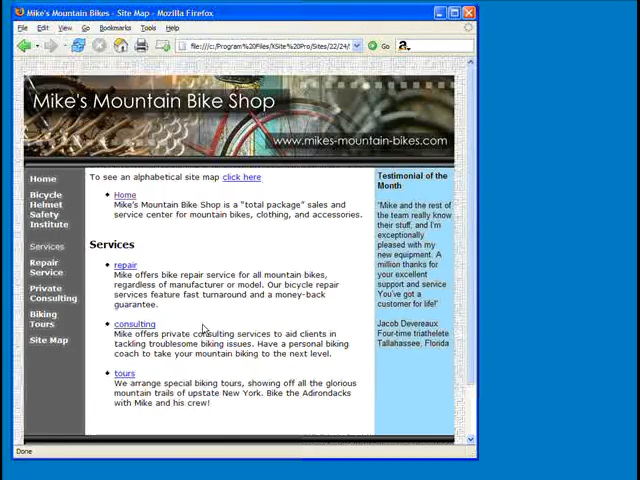 Mike's Mountain Bikes - Site Map - Mozilla Firefox
File Edit View Go Bookmarks Tools Help
file:///c:/Program%20Files/XSite%20Pro/Sites/22/24/ Go a
Mike's Mountain Bike Shop
www.mikes-mountain-bikes.com
Home
Bicycle
Helmet
Safety
Institute
Services
Repair
Service
Private
Consulting
Biking
Tours
Site Map
To see an alphabetical site map click here
Home
Mike's Mountain Bike Shop is a "total package" sales and
service center for mountain bikes, clothing, and accessories.
Services
repair
Mike offers bike repair service for all mountain bikes,
regardless of manufacturer or model. Our bicycle repair
services feature fast turnaround and a money-back
guarantee.
consulting
Mike offers private consulting services to aid clients in
tackling troublesome biking issues. Have a personal biking
coach to take your mountain biking to the next level.
tours
We arrange special biking tours, showing off all the glorious
mountain trails of upstate New York. Bike the Adirondacks
with Mike and his crew!
Testimonial of the
Month
"Mike and the rest of
the team really know
their stuff, and I'm
exceptionally
pleased with my
new equipment. A
million thanks for
your excellent
support and service
You've got a
customer for life!"
Jacob Devereaux
Four-time triathelete
Tallahassee, Florida
Done